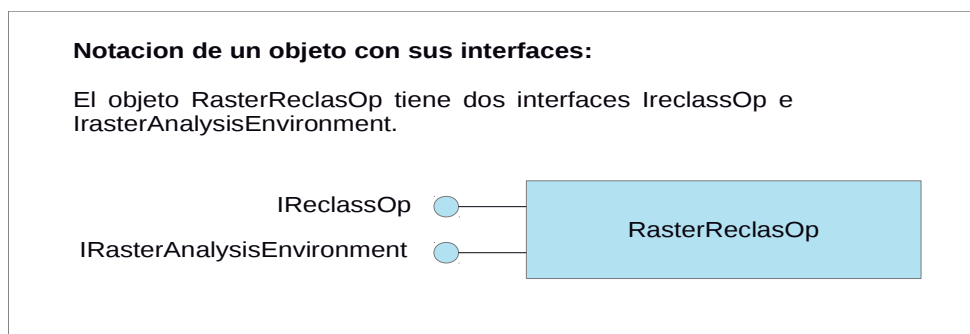 Notacion de un objeto con sus interfaces:
El objeto RasterReclasOp tiene dos interfaces IreclassOp e
IrasterAnalysisEnvironment.
IReclassOp
RasterReclasOp
IRasterAnalysisEnvironment